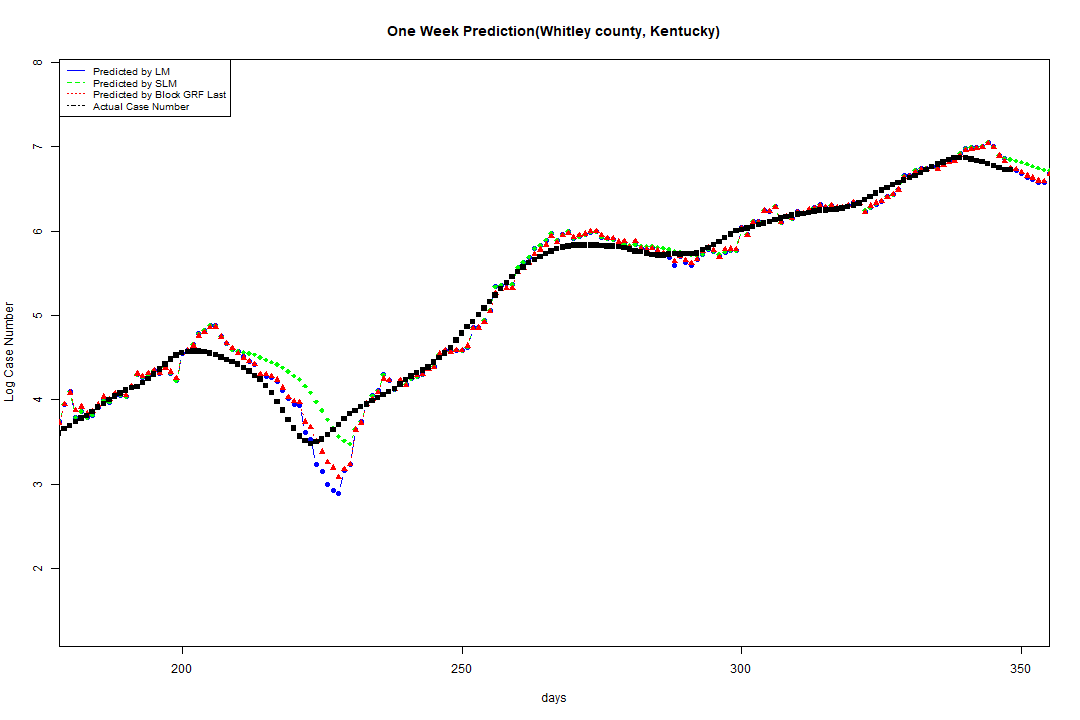 One Week Prediction(Whitley county, Kentucky)
Predicted by LM
Predicted by SLM
Predicted by Block GRF Last
Actual Case Number
8
7
6
5
4
3
2
Log Case Number
200
250
300
350
days